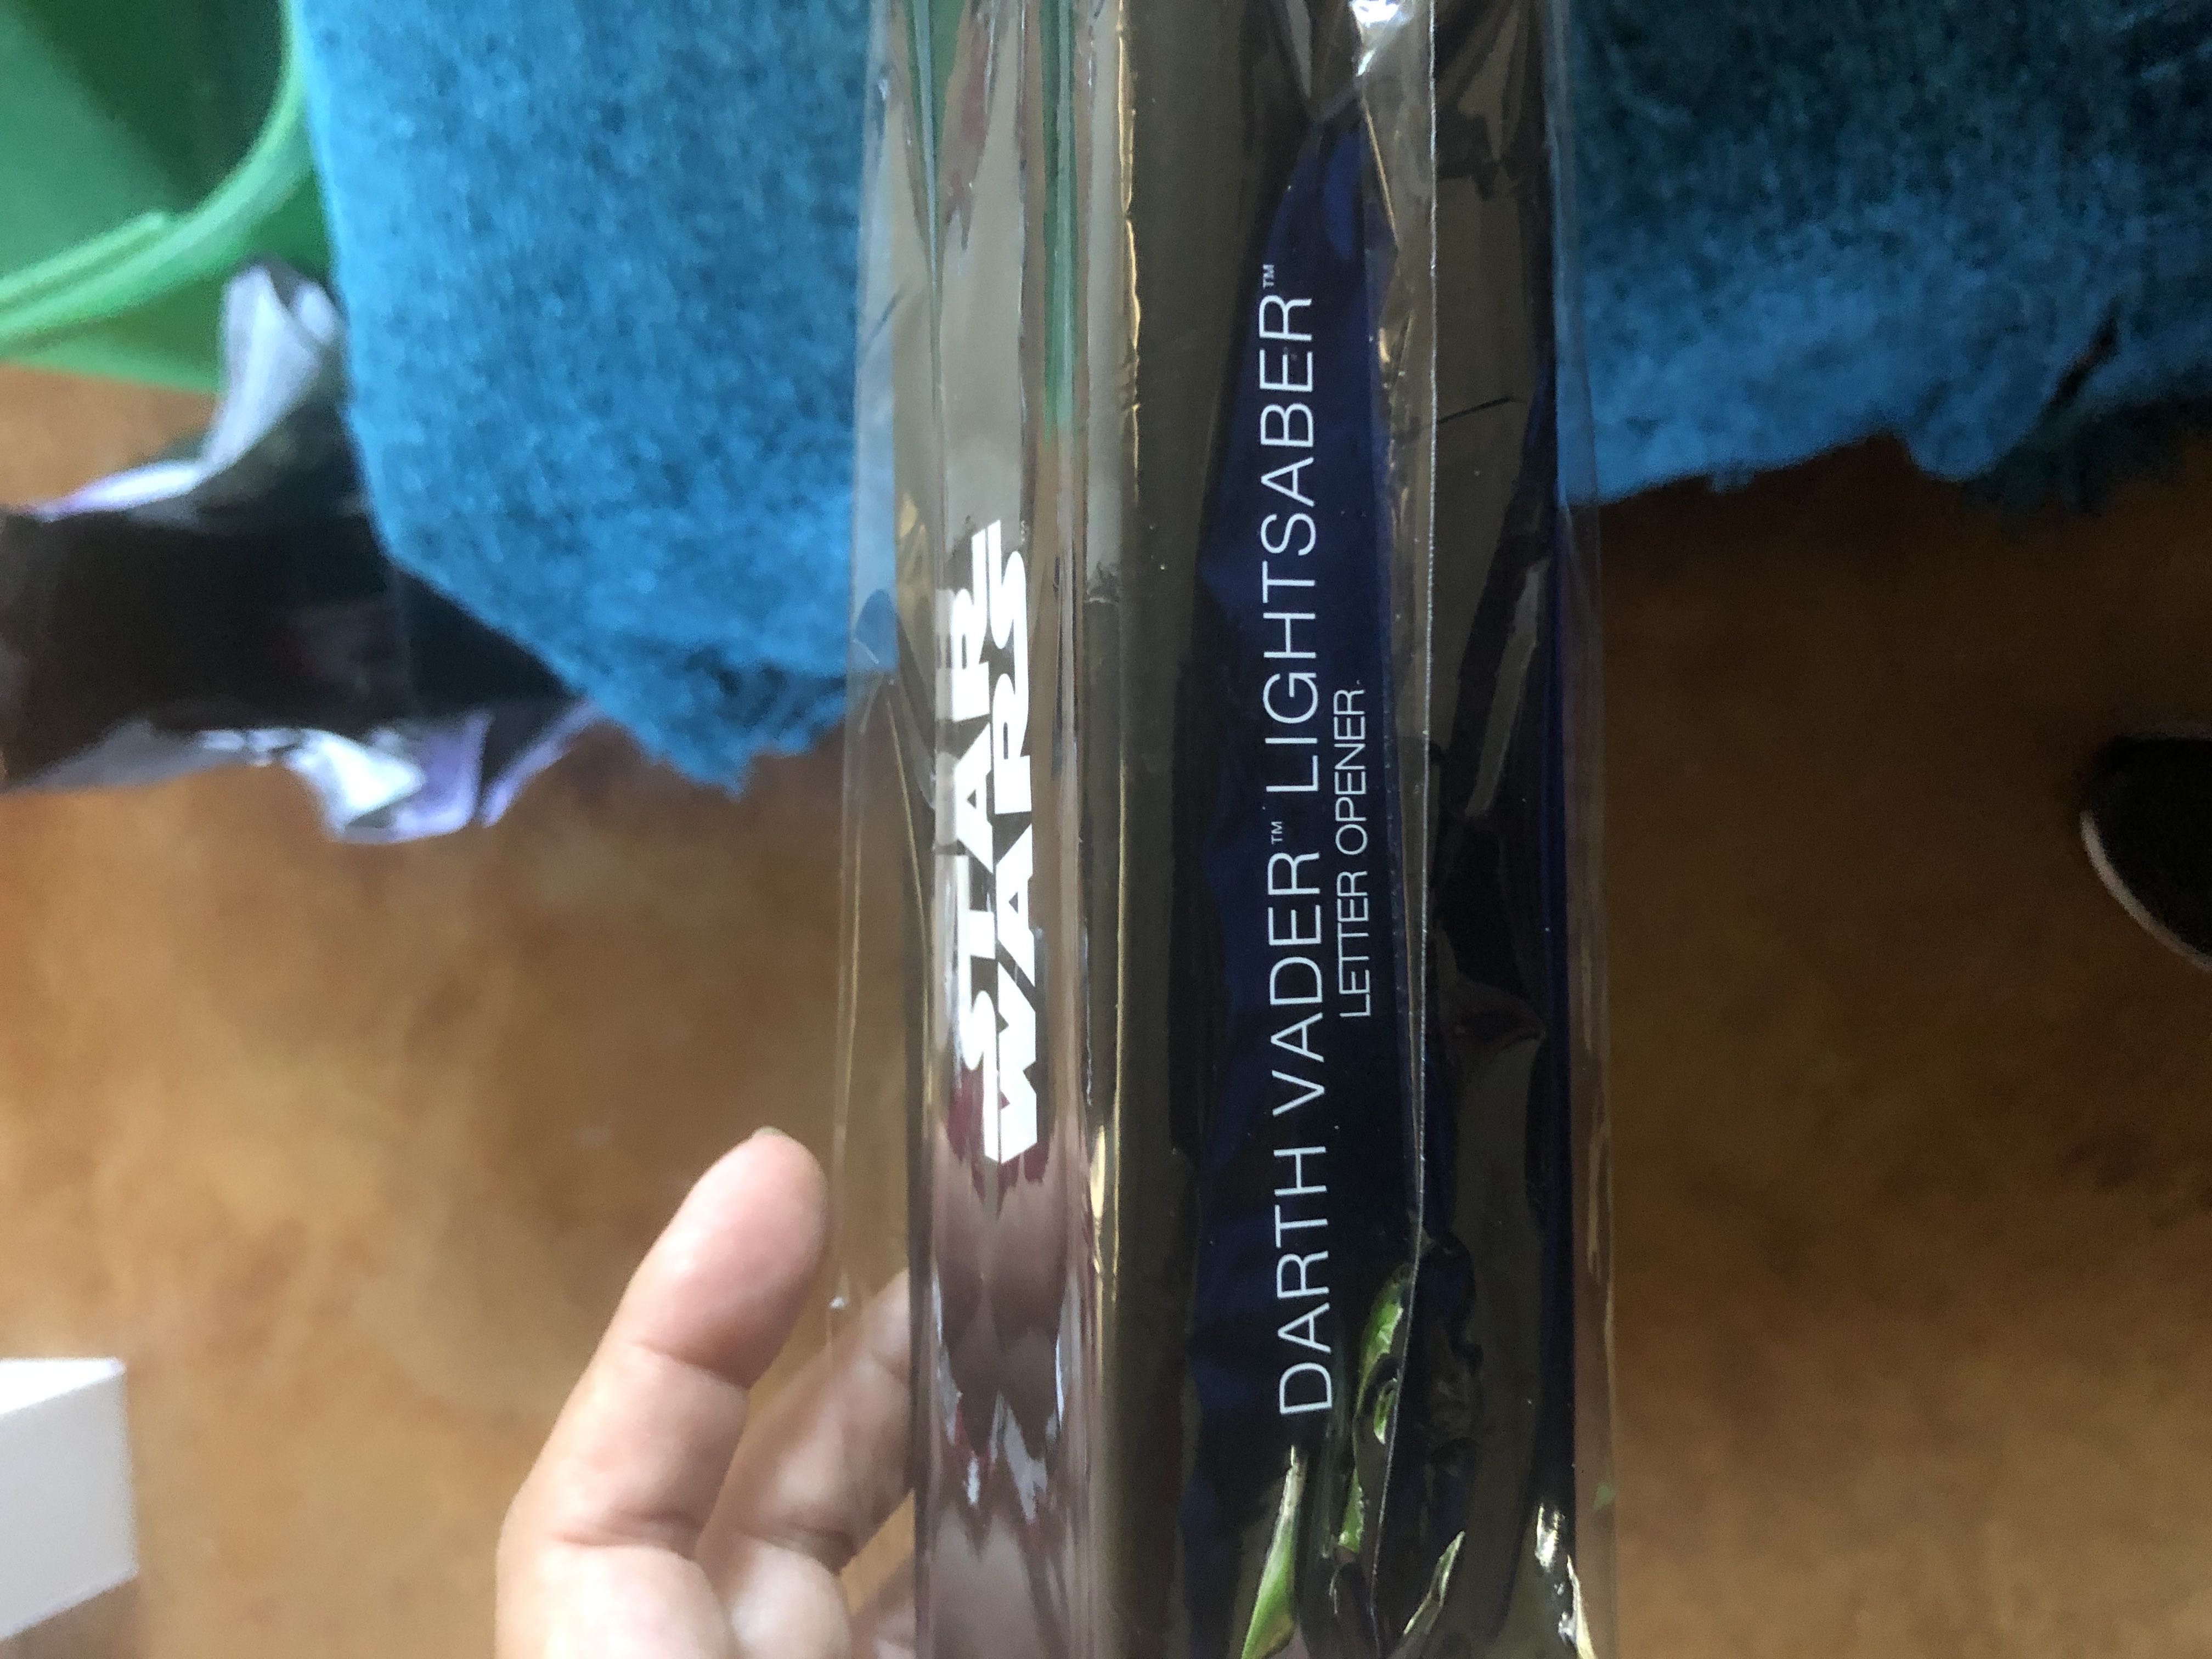 STAR
WARS
DARTH VADER™ LIGHTSABER™
LETTER OPENER